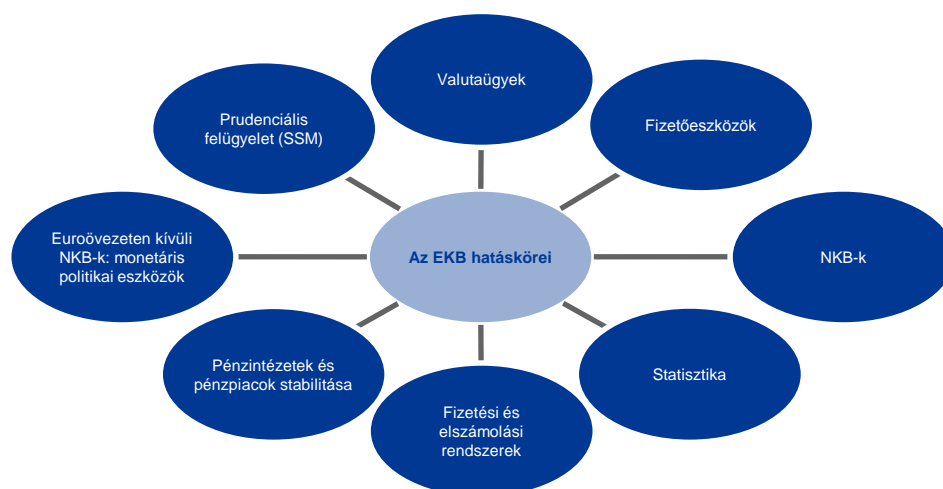 Valutaügyek
Prudenciális
felügyelet (SSM)
Fizetőeszközök
Euroövezeten kívüli
NKB-k: monetáris
politikai eszközök
Az EKB hatáskörei
NKB-k
Pénzintézetek és
pénzpiacok stabilitása
Statisztika
Fizetési és
elszámolási
rendszerek